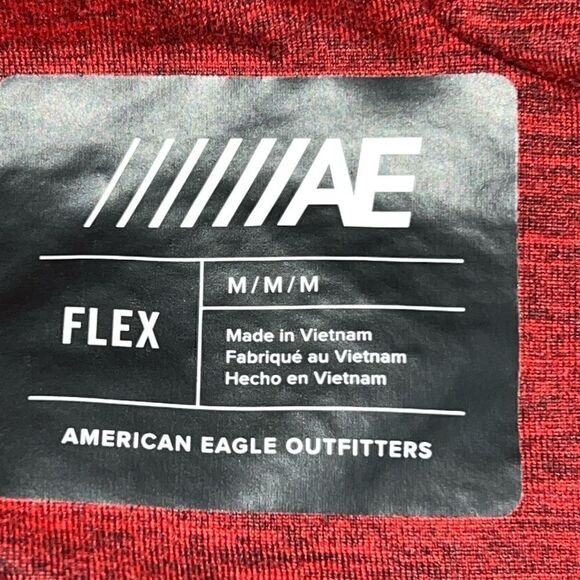 AE
M/M/M
FLEX
Made in Vietnam
Fabriqué au Vietnam
Hecho en Vietnam
AMERICAN EAGLE OUTFITTERS